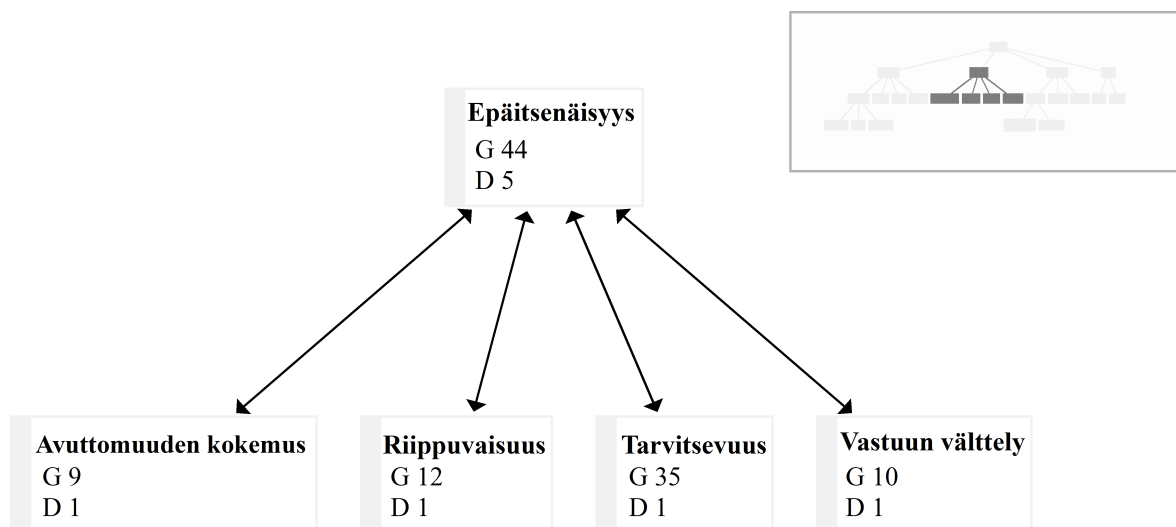 Epäitsenäisyys
G 44
D 5
Avuttomuuden kokemus
G 9
D 1
Riippuvaisuus
G 12
D 1
Tarvitsevuus
G 35
D 1
Vastuun välttely
G 10
D 1